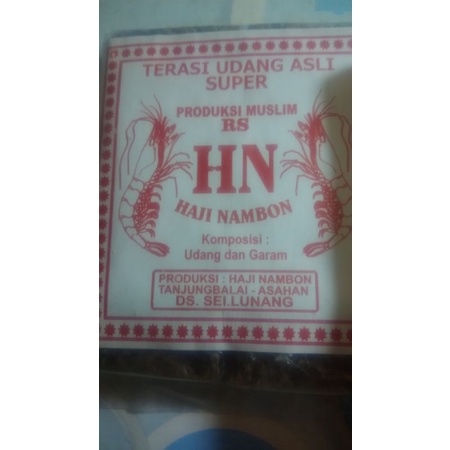 TERASI UDANG ASLI
SUPER
PRODUKSI MUSLIM
RS
HN
HAJI NAMBON
Komposisi :
Udang dan Garam
PRODUKSI : HAJI NAMBON
TANJUNGBALAI - ASAHAN
DS. SEI.LUNANG